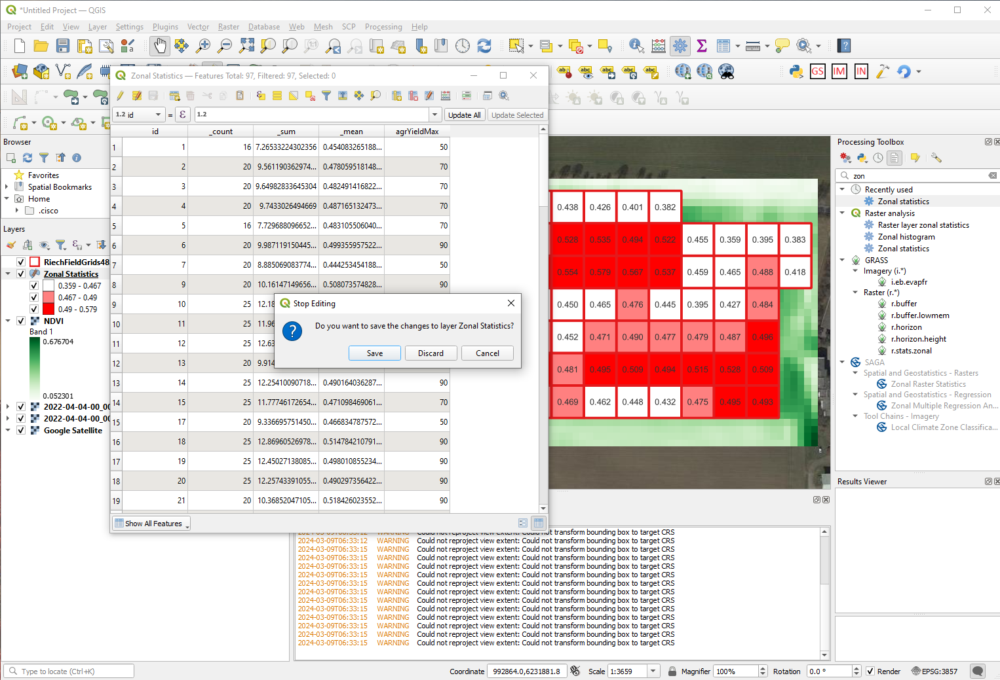 *Untitled Project — QGIS
Project Edit View Layer Settings Plugins Vector Raster Database Web Mesh SCP Processing Help
Zonal Statistics — Features Total: 97, Filtered: 97, Selected: 0
GS IM IN
1.2 id = ε 1.2 Update All Update Selected
id _count _sum _mean agrYieldMax
1 1 16 7.26533224302356 0.454083265188... 50
2 2 20 9.561190362974... 0.478059518148... 70
3 3 20 9.64982833645304 0.482491416822... 70
4 4 20 9.7433026494669 0.487165132473... 70
5 5 16 7.729688096652... 0.483105506040... 70
6 6 20 9.987119150445... 0.499355957522... 90
7 7 20 8.885069083774... 0.444253454188... 50
8 9 20 10.16147149656... 0.508073574828... 90
9 10 25 12.18
10 11 25 11.96
11 12 25 12.63
12 13 20 9.914
13 14 25 12.25410090718... 0.490164036287... 90
14 15 25 11.77746172654... 0.471098469061... 70
15 17 20 9.336695751450... 0.466834787572... 50
16 18 25 12.86960526978... 0.514784210791... 90
17 19 25 12.45027138085... 0.498010855234... 90
18 20 25 12.25743391055... 0.490297356422... 90
19 21 20 10.36852047105... 0.518426023552... 90
Show All Features
Stop Editing
Do you want to save the changes to layer Zonal Statistics?
Save Discard Cancel
Browser
Favorites
Spatial Bookmarks
Home
.cisco
Layers
RiechFieldGrids48
Zonal Statistics
0.359 - 0.467
0.467 - 0.49
0.49 - 0.579
NDVI
Band 1
0.676704
0.052301
2022-04-04-00_00
2022-04-04-00_00
Google Satellite
0.438 0.426 0.401 0.382
0.528 0.535 0.494 0.522 0.455 0.359 0.395 0.383
0.554 0.579 0.567 0.537 0.459 0.465 0.488 0.418
0.450 0.465 0.476 0.445 0.395 0.427 0.484
0.452 0.471 0.490 0.477 0.479 0.487 0.496
0.481 0.495 0.509 0.494 0.515 0.528 0.509
0.469 0.462 0.448 0.432 0.475 0.495 0.493
Processing Toolbox
zon
Recently used
Zonal statistics
Raster analysis
Raster layer zonal statistics
Zonal histogram
Zonal statistics
GRASS
Imagery (i.*)
i.eb.evapfr
Raster (r.*)
r.buffer
r.buffer.lowmem
r.horizon
r.horizon.height
r.stats.zonal
SAGA
Spatial and Geostatistics - Rasters
Zonal Raster Statistics
Spatial and Geostatistics - Regression
Zonal Multiple Regression An...
Tool Chains - Imagery
Local Climate Zone Classifica...
Results Viewer
2024-03-09T06:33:12 WARNING Could not reproject view extent: Could not transform bounding box to target CRS
2024-03-09T06:33:12 WARNING Could not reproject view extent: Could not transform bounding box to target CRS
2024-03-09T06:33:15 WARNING Could not reproject view extent: Could not transform bounding box to target CRS
2024-03-09T06:33:15 WARNING Could not reproject view extent: Could not transform bounding box to target CRS
2024-03-09T06:33:15 WARNING Could not reproject view extent: Could not transform bounding box to target CRS
2024-03-09T06:33:15 WARNING Could not reproject view extent: Could not transform bounding box to target CRS
2024-03-09T06:33:15 WARNING Could not reproject view extent: Could not transform bounding box to target CRS
2024-03-09T06:33:15 WARNING Could not reproject view extent: Could not transform bounding box to target CRS
2024-03-09T06:33:15 WARNING Could not reproject view extent: Could not transform bounding box to target CRS
2024-03-09T06:33:15 WARNING Could not reproject view extent: Could not transform bounding box to target CRS
2024-03-09T06:33:15 WARNING Could not reproject view extent: Could not transform bounding box to target CRS
2024-03-09T06:33:15 WARNING Could not reproject view extent: Could not transform bounding box to target CRS
2024-03-09T06:33:15 WARNING Could not reproject view extent: Could not transform bounding box to target CRS
2024-03-09T06:33:15 WARNING Could not reproject view extent: Could not transform bounding box to target CRS
Type to locate (Ctrl+K) Coordinate 992864.0,6231881.8 Scale 1:3659 Magnifier 100% Rotation 0.0 ° Render EPSG:3857